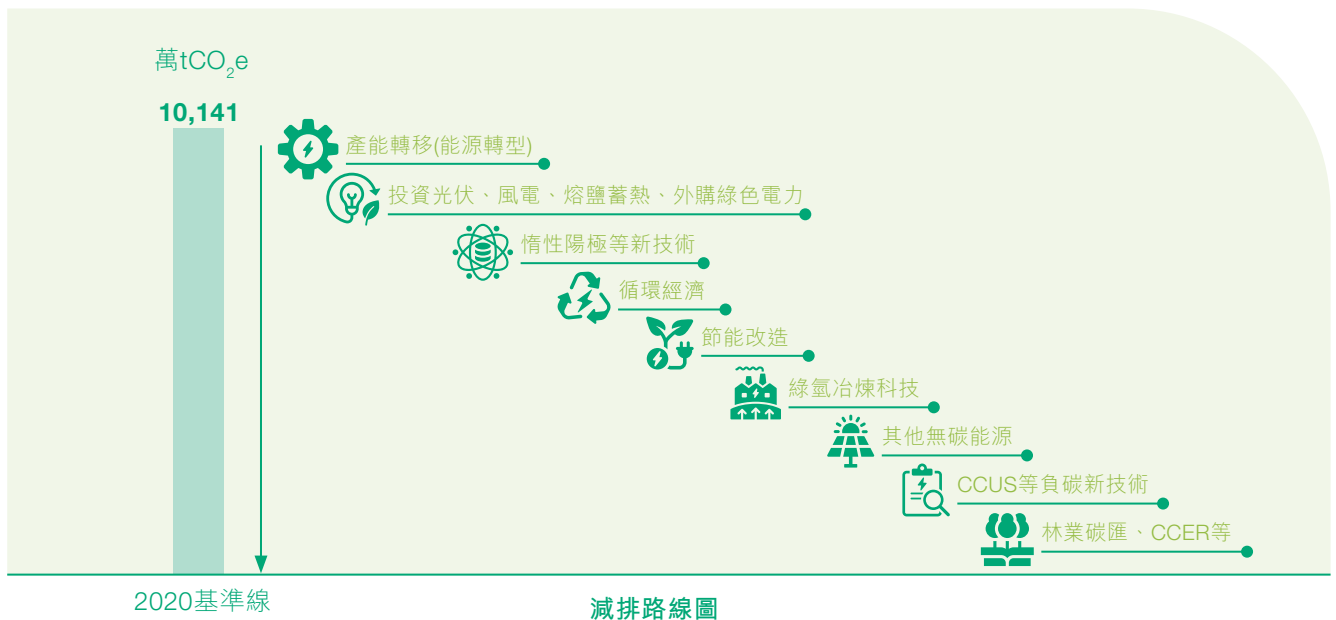 萬tCO₂e
10,141
產能轉移(能源轉型)
投資光伏、風電、熔鹽蓄熱、外購綠色電力
惰性陽極等新技術
循環經濟
節能改造
綠氫冶煉科技
其他無碳能源
CCUS等負碳新技術
林業碳匯、CCER等
2020基準線
減排路線圖